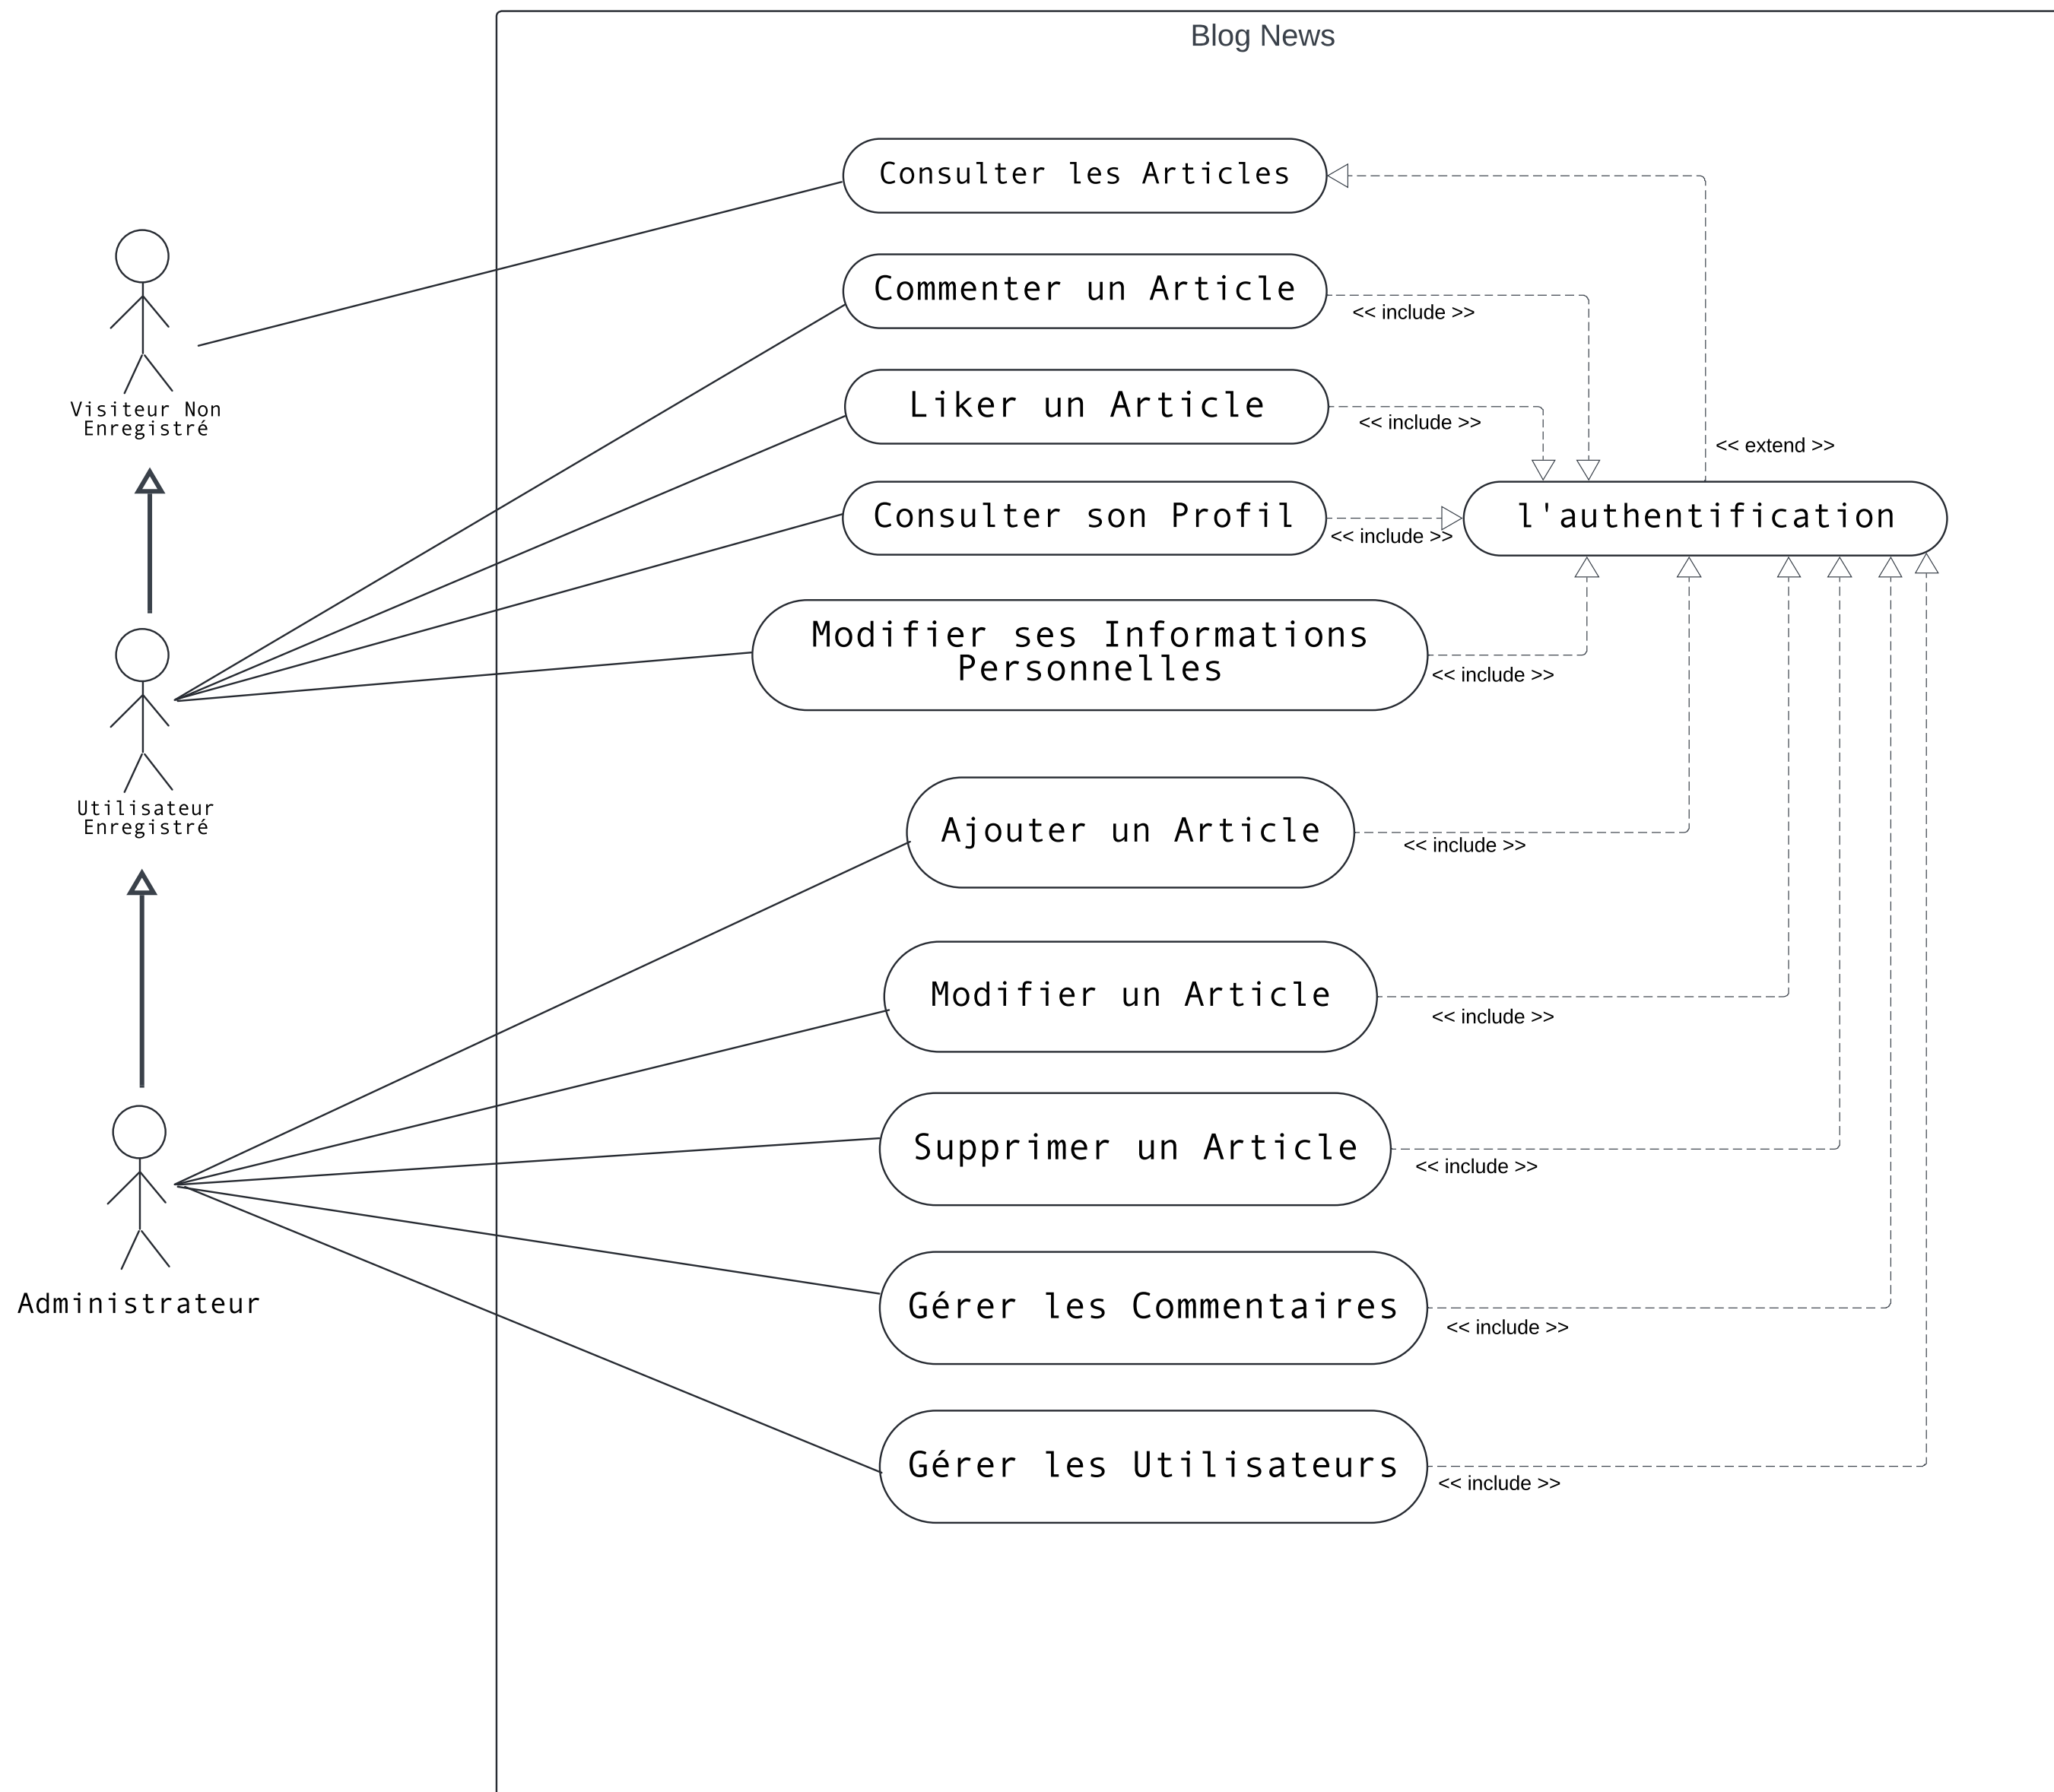 Blog News
Consulter les Articles
Commenter un Article
<< include >>
Visiteur Non
Enregistré
Liker un Article
<< include >>
<< extend >>
Consulter son Profil
<< include >>
l'authentification
Modifier ses Informations
Personnelles
<< include >>
Utilisateur
Enregistré
Ajouter un Article
<< include >>
Modifier un Article
<< include >>
Supprimer un Article
<< include >>
Administrateur
Gérer les Commentaires
<< include >>
Gérer les Utilisateurs
<< include >>